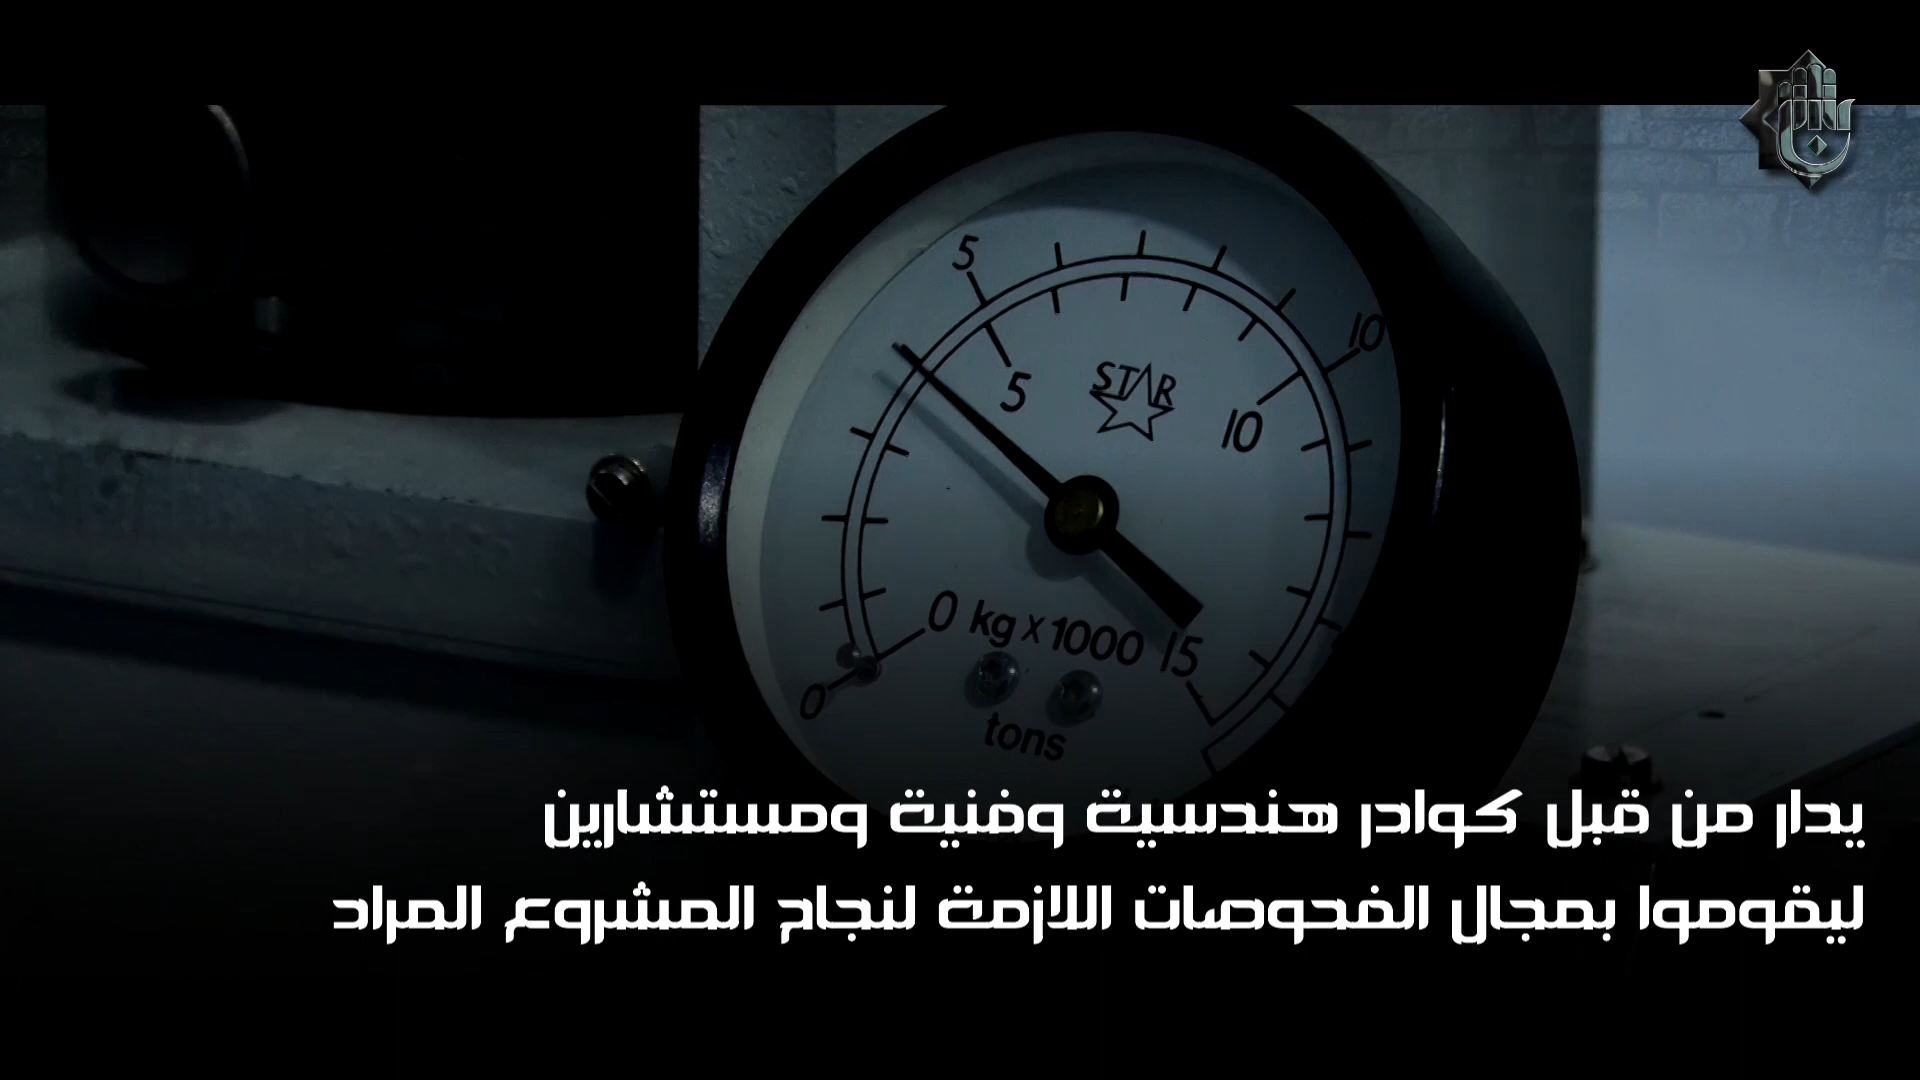 5
10
5
10
STAR
0 kg x 1000 15
0
tons
يدار من قبل كوادر هندسية وفنية ومستشارين
ليقوموا بمجال الفحوصات اللازمة لنجاح المشروع المراد